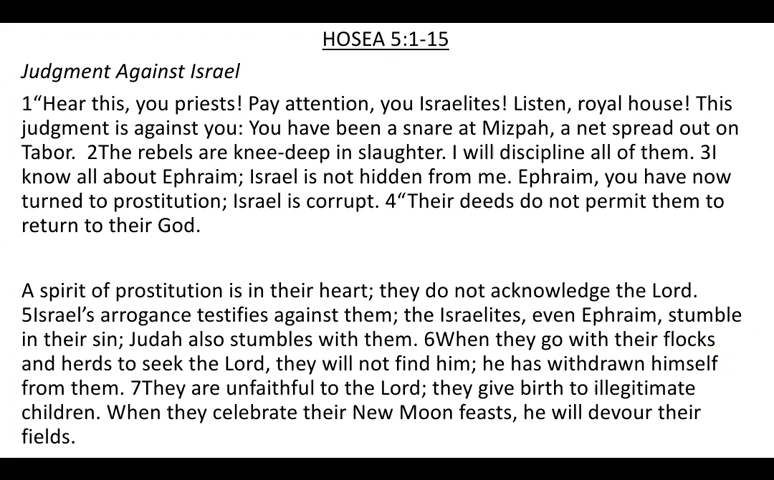 HOSEA 5:1-15
Judgment Against Israel
1“Hear this, you priests! Pay attention, you Israelites! Listen, royal house! This
judgment is against you: You have been a snare at Mizpah, a net spread out on
Tabor.  2The rebels are knee-deep in slaughter. I will discipline all of them. 3I
know all about Ephraim; Israel is not hidden from me. Ephraim, you have now
turned to prostitution; Israel is corrupt. 4“Their deeds do not permit them to
return to their God.
A spirit of prostitution is in their heart; they do not acknowledge the Lord.
5Israel’s arrogance testifies against them; the Israelites, even Ephraim, stumble
in their sin; Judah also stumbles with them. 6When they go with their flocks
and herds to seek the Lord, they will not find him; he has withdrawn himself
from them. 7They are unfaithful to the Lord; they give birth to illegitimate
children. When they celebrate their New Moon feasts, he will devour their
fields.